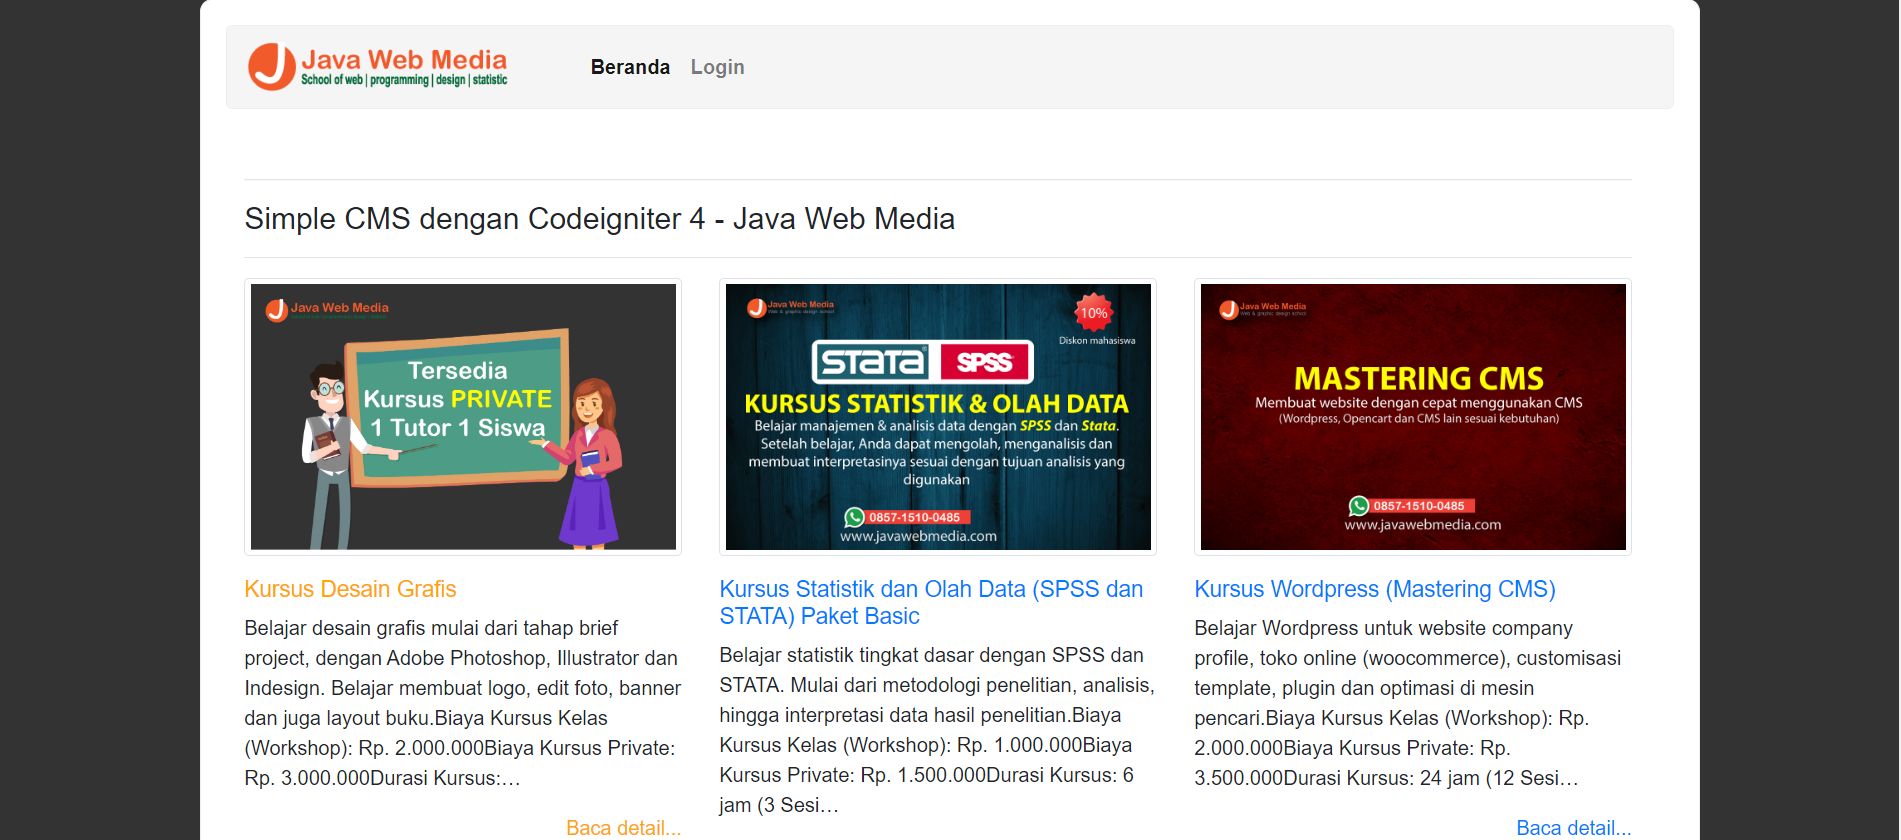 Java Web Media
School of web | programming | design | statistic
Beranda Login
Simple CMS dengan Codeigniter 4 - Java Web Media
Java Web Media
Tersedia
Kursus PRIVATE
1 Tutor 1 Siswa
Kursus Desain Grafis
Belajar desain grafis mulai dari tahap brief
project, dengan Adobe Photoshop, Illustrator dan
Indesign. Belajar membuat logo, edit foto, banner
dan juga layout buku.Biaya Kursus Kelas
(Workshop): Rp. 2.000.000Biaya Kursus Private:
Rp. 3.000.000Durasi Kursus:…
Baca detail...
Java Web Media
Web & graphic design school
10%
Diskon mahasiswa
STATA SPSS
KURSUS STATISTIK & OLAH DATA
Belajar manajemen & analisis data dengan SPSS dan Stata.
Setelah belajar, Anda dapat mengolah, menganalisis dan
membuat interpretasinya sesuai dengan tujuan analisis yang
digunakan
0857-1510-0485
www.javawebmedia.com
Kursus Statistik dan Olah Data (SPSS dan
STATA) Paket Basic
Belajar statistik tingkat dasar dengan SPSS dan
STATA. Mulai dari metodologi penelitian, analisis,
hingga interpretasi data hasil penelitian.Biaya
Kursus Kelas (Workshop): Rp. 1.000.000Biaya
Kursus Private: Rp. 1.500.000Durasi Kursus: 6
jam (3 Sesi…
Java Web Media
Web & graphic design school
MASTERING CMS
Membuat website dengan cepat menggunakan CMS
(Wordpress, Opencart dan CMS lain sesuai kebutuhan)
0857-1510-0485
www.javawebmedia.com
Kursus Wordpress (Mastering CMS)
Belajar Wordpress untuk website company
profile, toko online (woocommerce), customisasi
template, plugin dan optimasi di mesin
pencari.Biaya Kursus Kelas (Workshop): Rp.
2.000.000Biaya Kursus Private: Rp.
3.500.000Durasi Kursus: 24 jam (12 Sesi…
Baca detail...